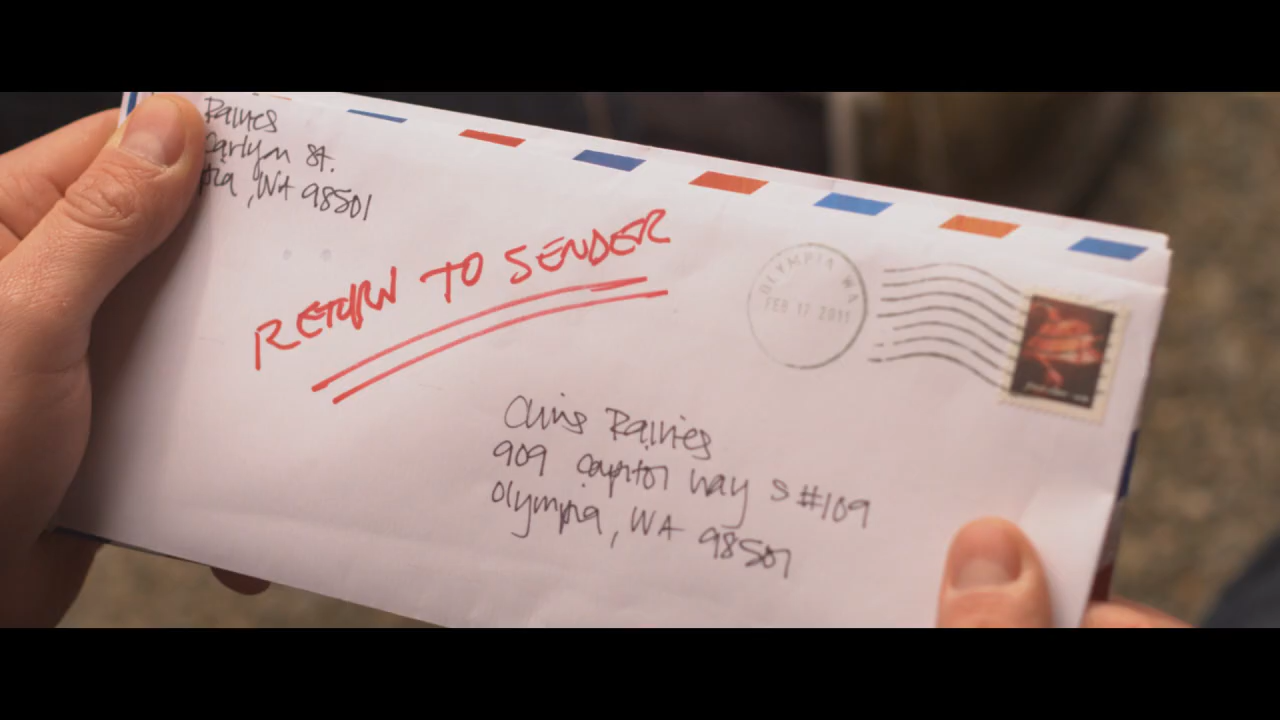 Raines
Carlyon St.
pia, WA 98501
RETURN TO SENDER
OLYMPIA WA
FEB 17 2011
Chris Raines
909 Capitol Way S #109
Olympia, WA 98501